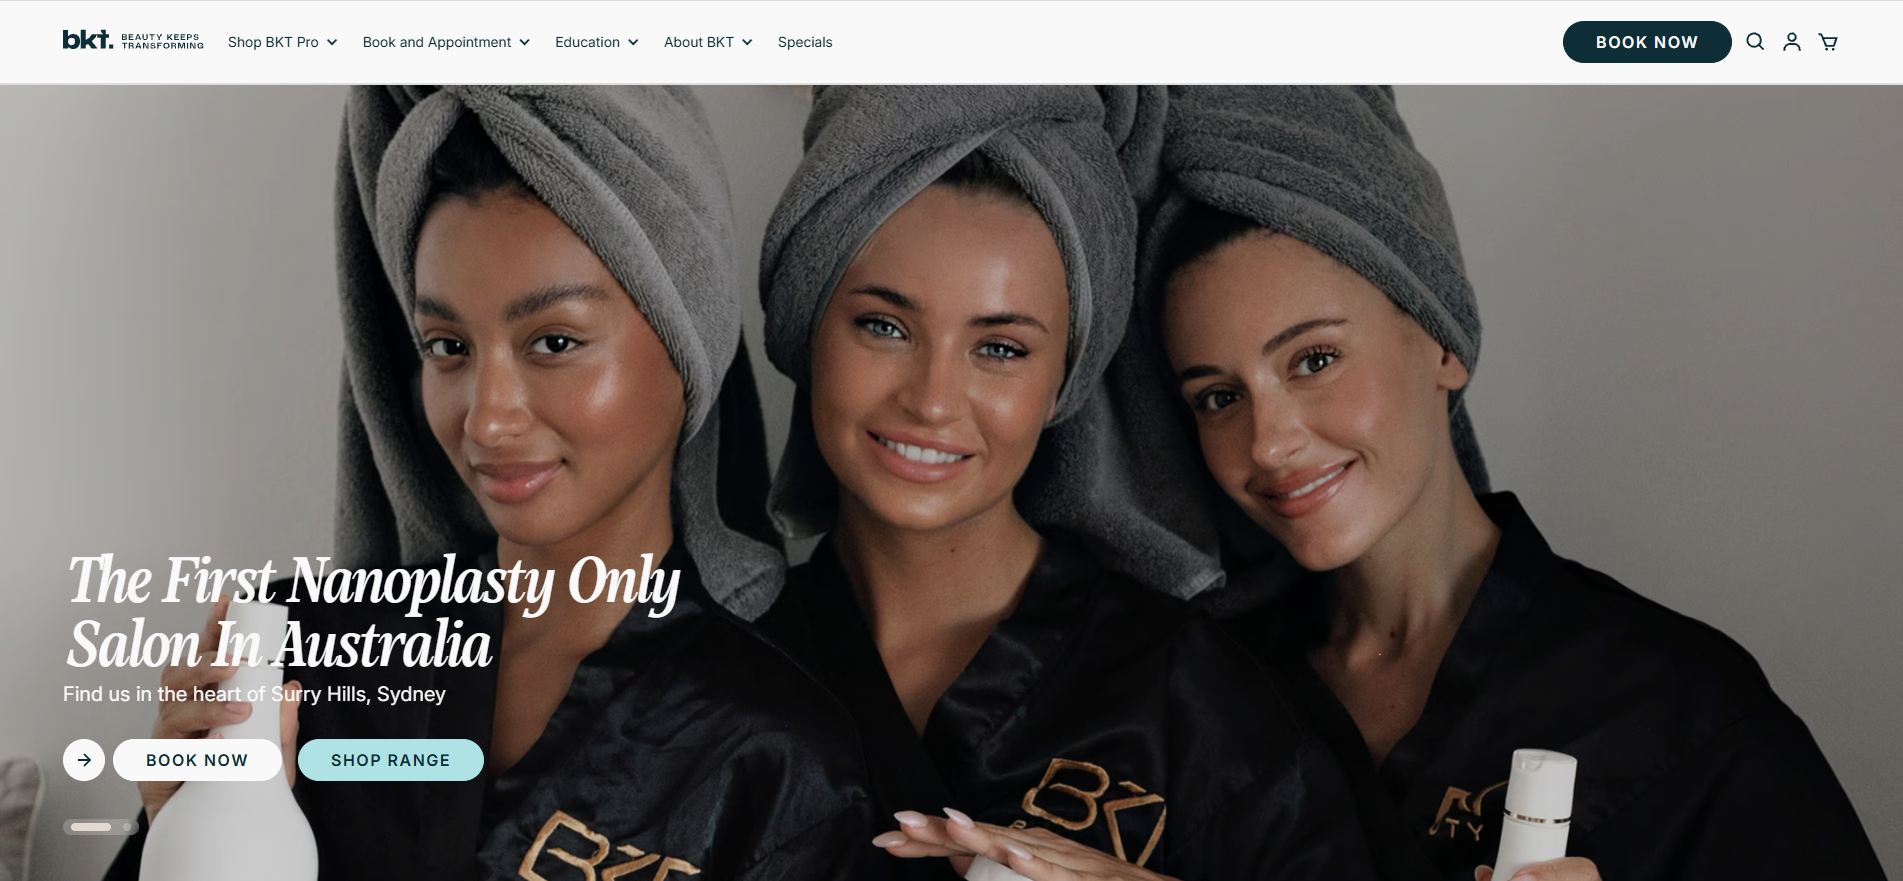 bkt. BEAUTY KEEPS TRANSFORMING
Shop BKT Pro
Book and Appointment
Education
About BKT
Specials
BOOK NOW
The First Nanoplasty Only
Salon In Australia
Find us in the heart of Surry Hills, Sydney
BOOK NOW
SHOP RANGE
TY